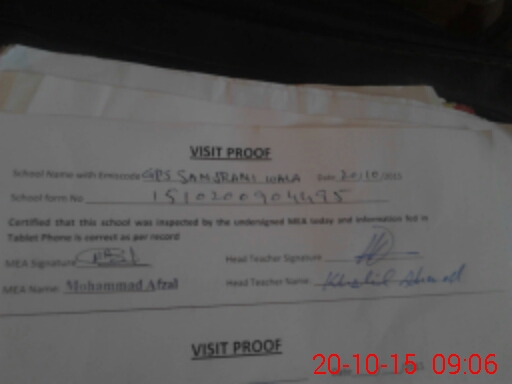 VISIT PROOF
School Name with Emiscode GPS SANJRANI WALA Date 20/10/2015
School form No 1510200904495
Certified that this school was inspected by the undersigned MEA today and information fed in
Tablet Phone is correct as per record
MEA Signature Head Teacher Signature
MEA Name: Mohammad Afzal Head Teacher Name: Khalil Ahmad
VISIT PROOF
20-10-15 09:06